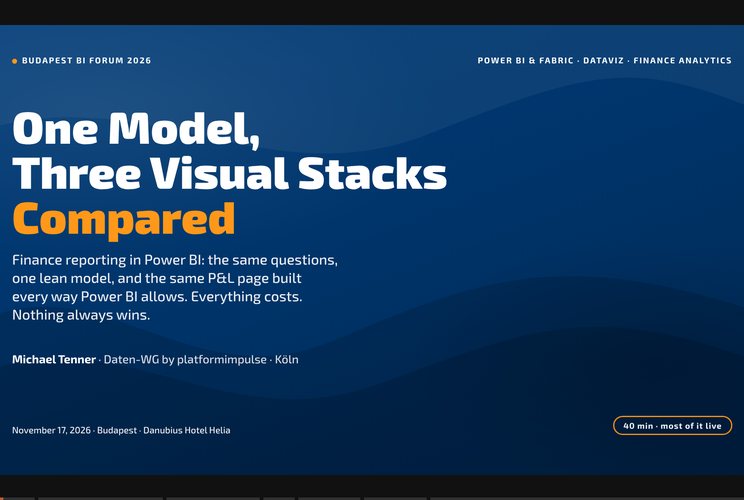 BUDAPEST BI FORUM 2026
POWER BI & FABRIC · DATAVIZ · FINANCE ANALYTICS
One Model,
Three Visual Stacks
Compared
Finance reporting in Power BI: the same questions,
one lean model, and the same P&L page built
every way Power BI allows. Everything costs.
Nothing always wins.
Michael Tenner · Daten-WG by platformimpulse · Köln
November 17, 2026 · Budapest · Danubius Hotel Helia
40 min · most of it live